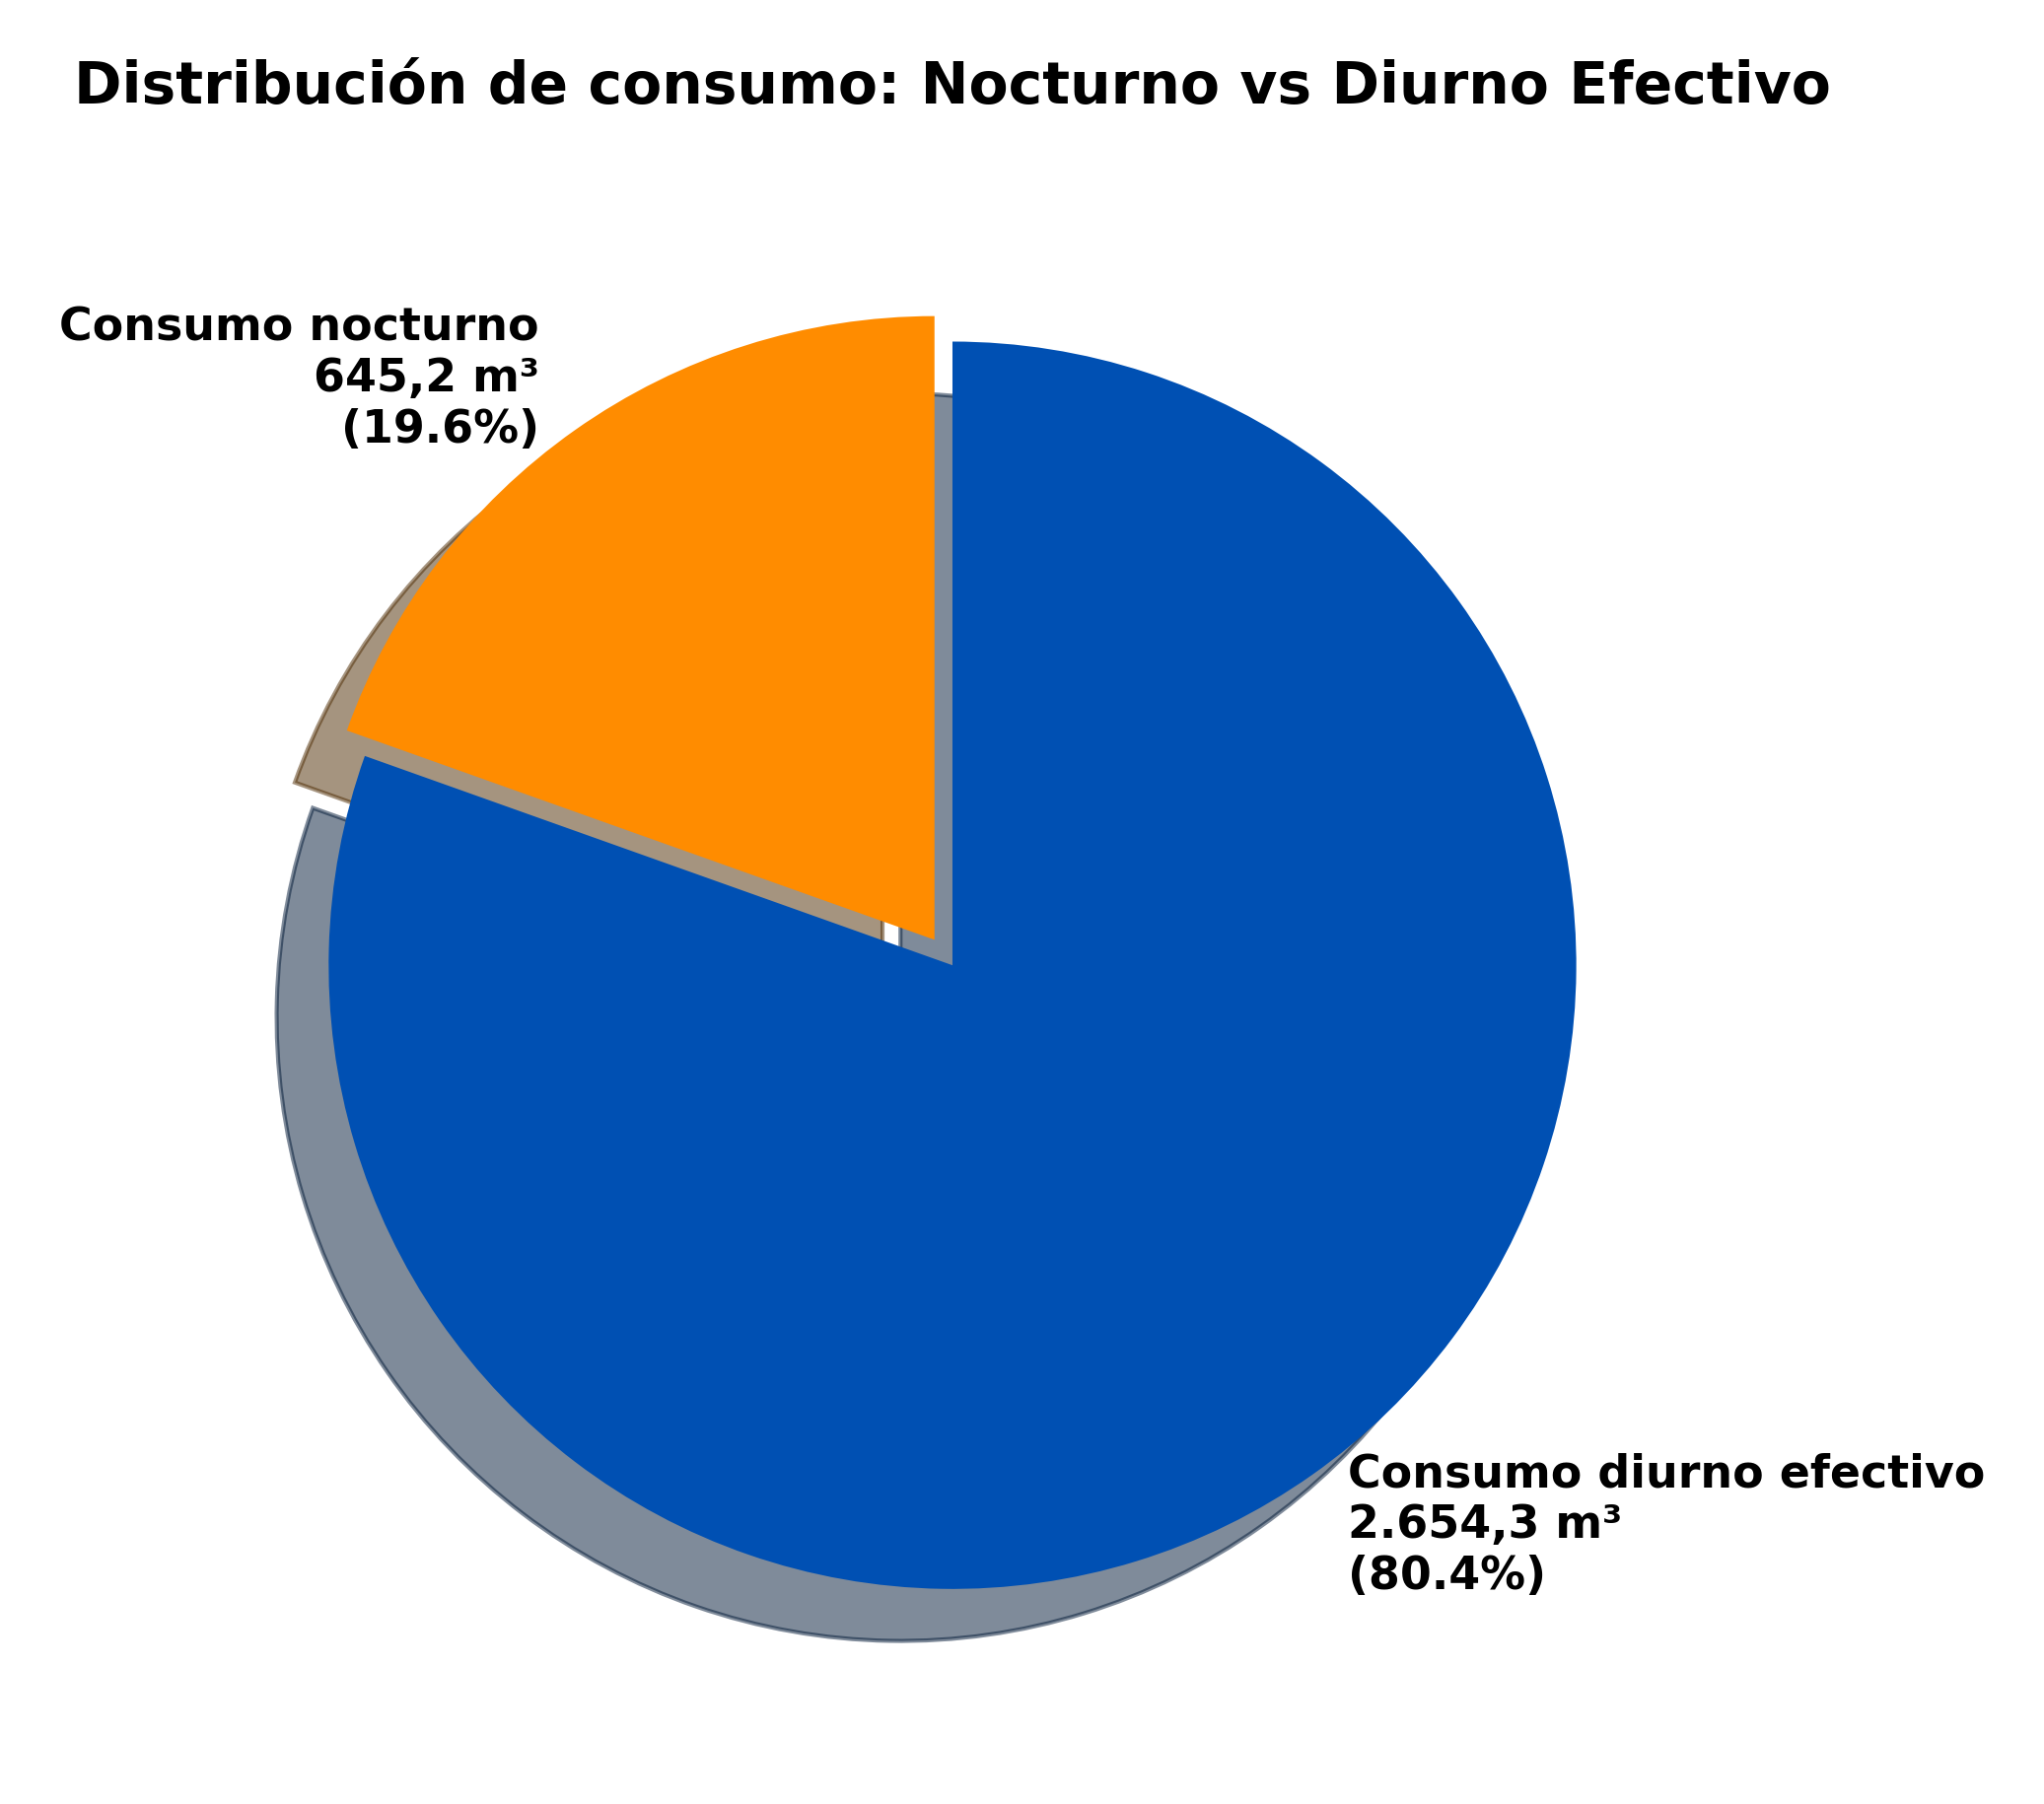 Distribución de consumo: Nocturno vs Diurno Efectivo
Consumo nocturno
645,2 m³
(19.6%)
Consumo diurno efectivo
2.654,3 m³
(80.4%)